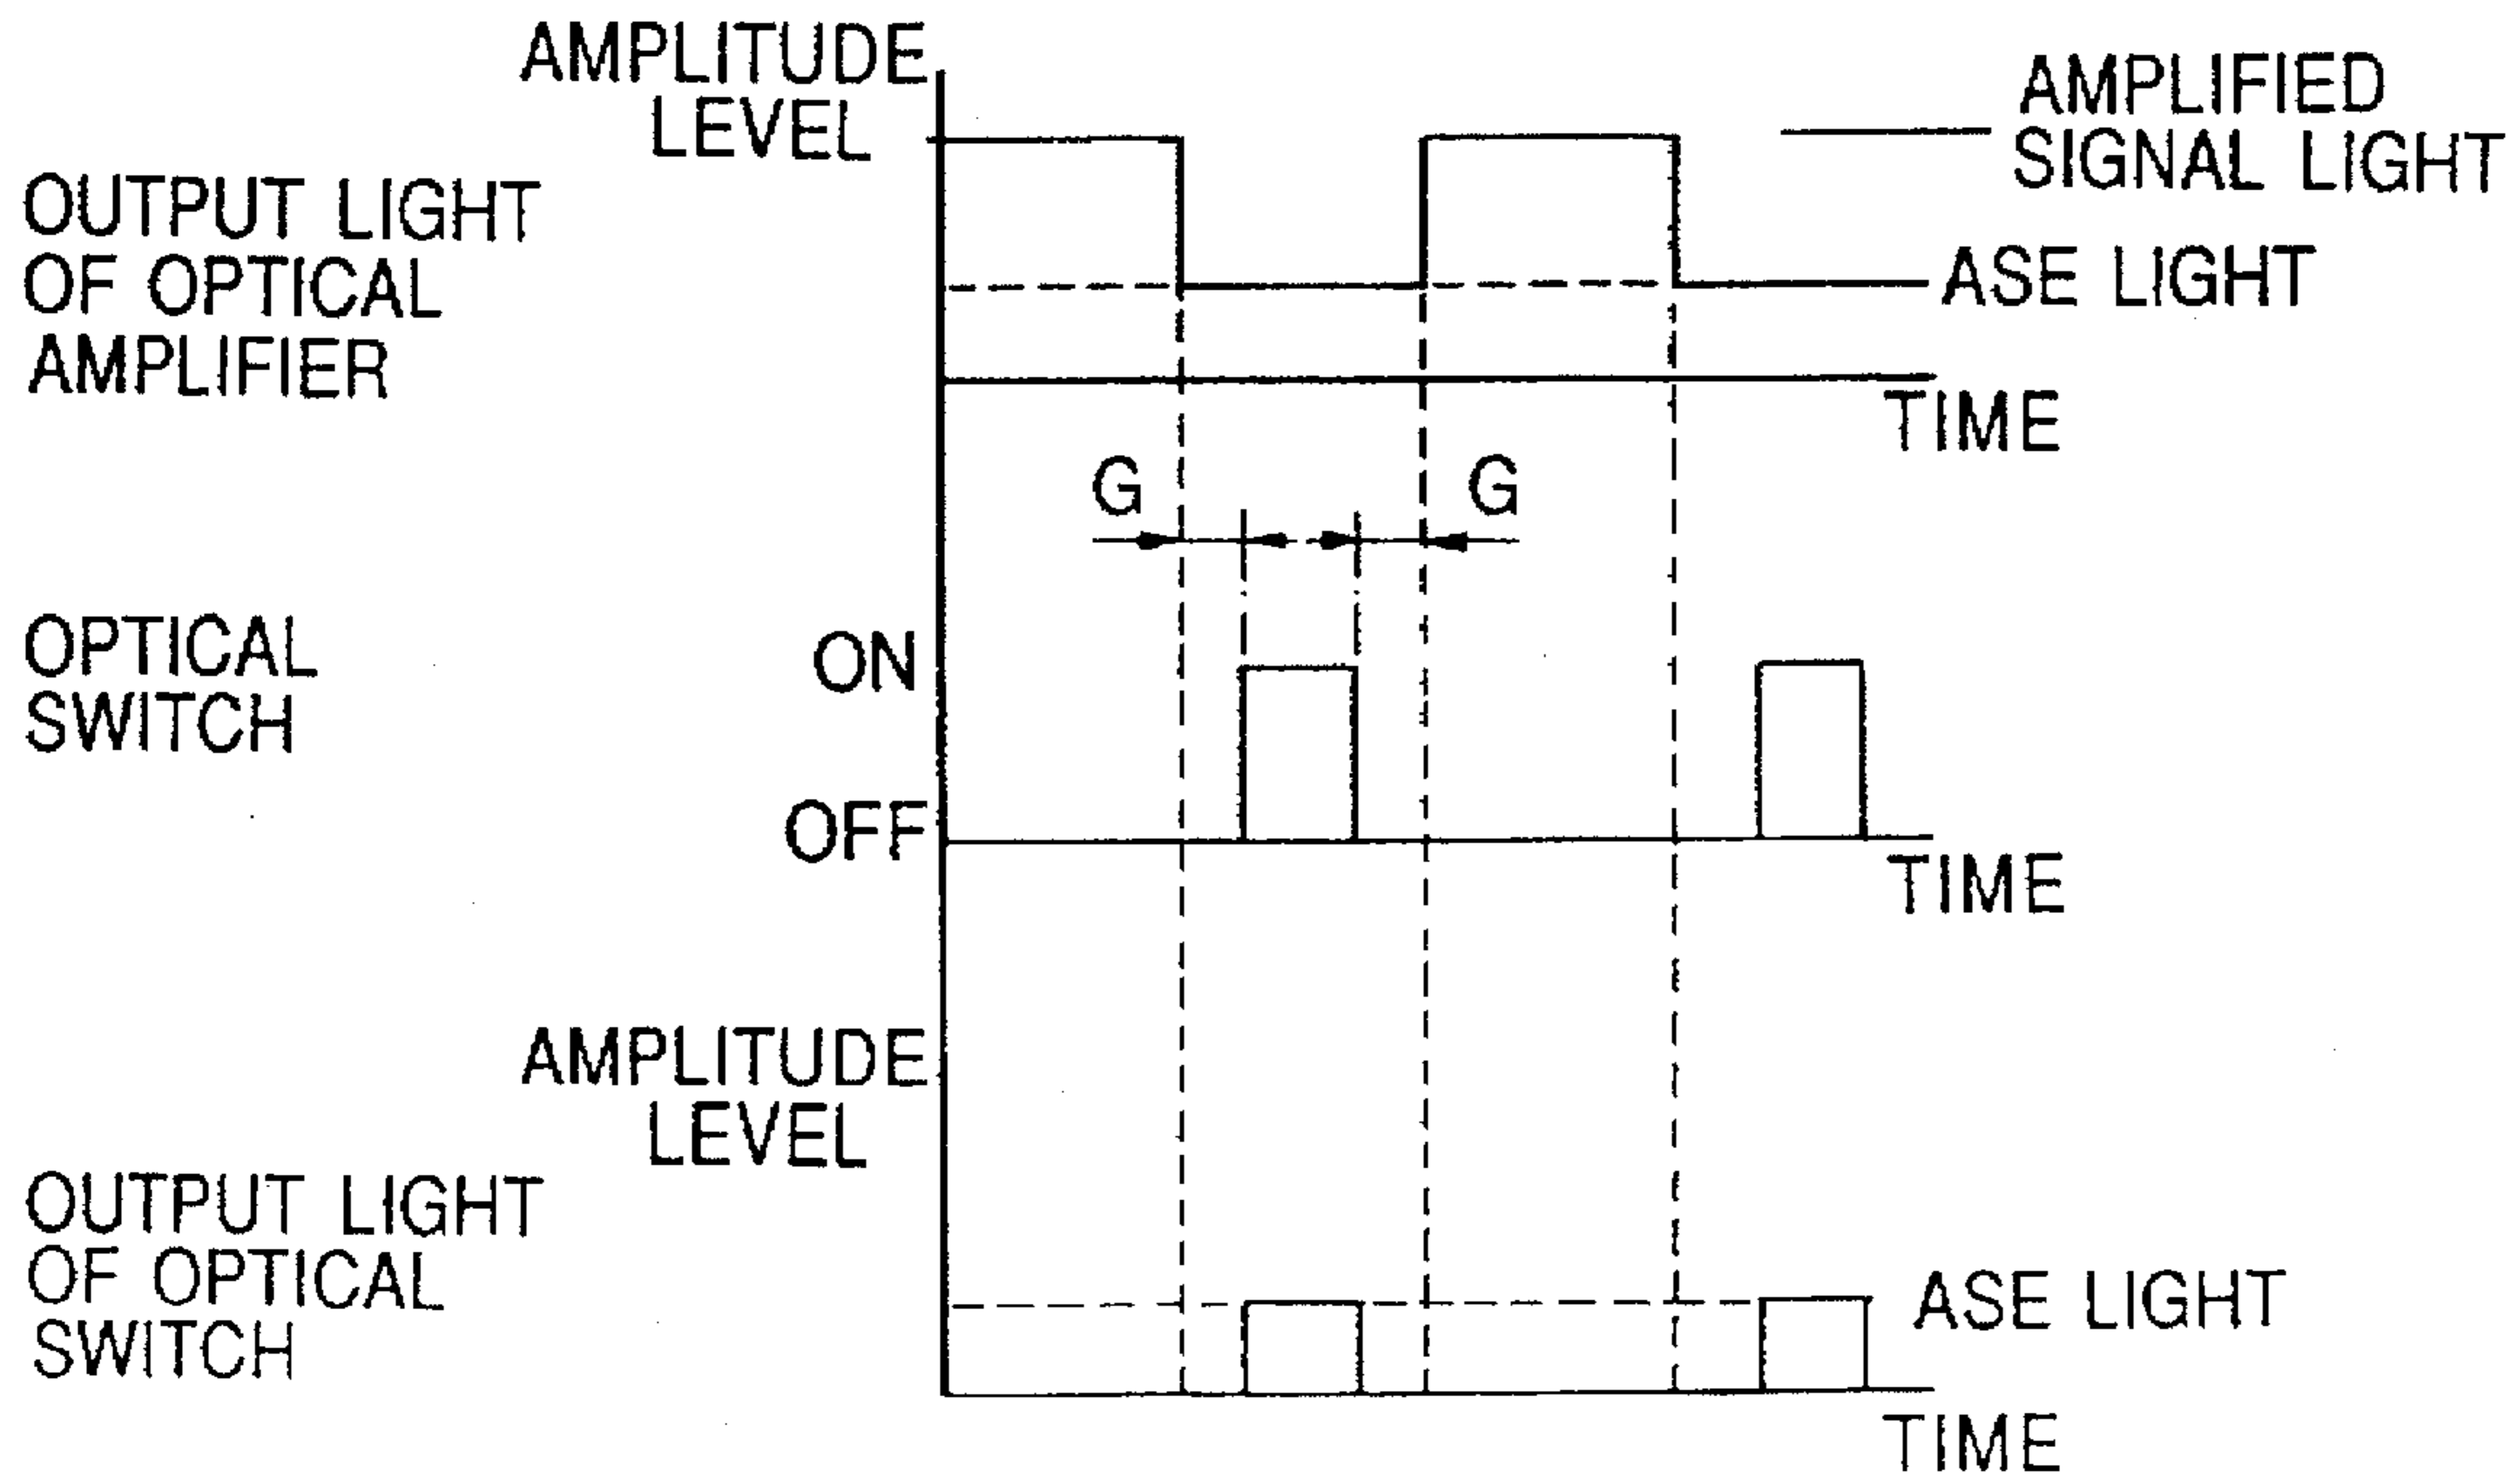 AMPLITUDE
LEVEL
AMPLIFIED
SIGNAL LIGHT
OUTPUT LIGHT
OF OPTICAL
AMPLIFIER
ASE LIGHT
TIME
G
G
OPTICAL
SWITCH
ON
OFF
TIME
AMPLITUDE
LEVEL
OUTPUT LIGHT
OF OPTICAL
SWITCH
ASE LIGHT
TIME